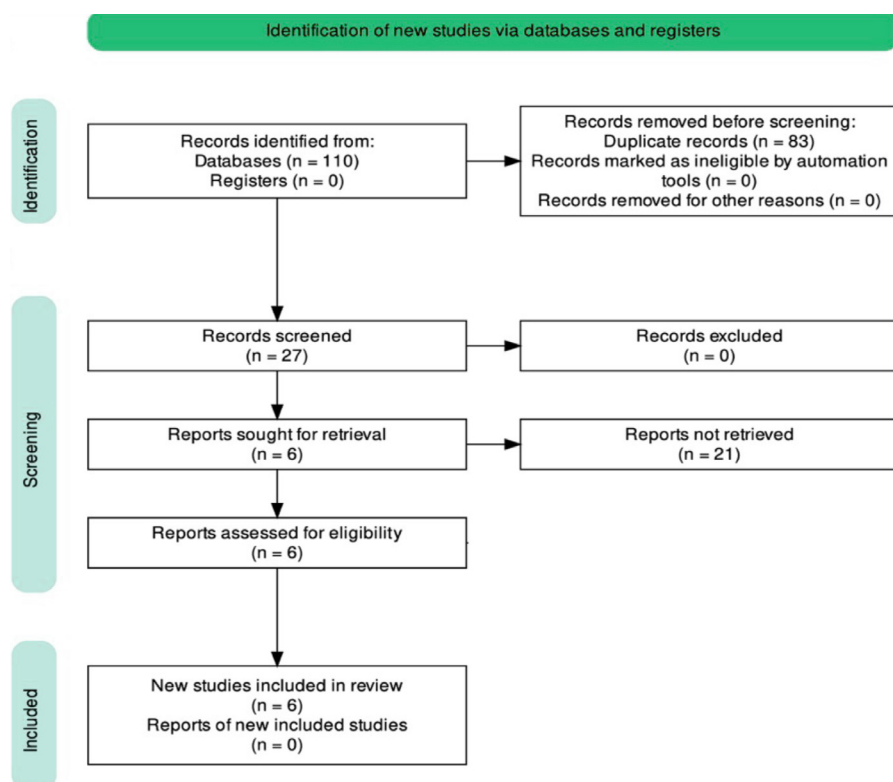 Identification of new studies via databases and registers
Identification
Records identified from:
Databases (n = 110)
Registers (n = 0)
Records removed before screening:
Duplicate records (n = 83)
Records marked as ineligible by automation
tools (n = 0)
Records removed for other reasons (n = 0)
Screening
Records screened
(n = 27)
Records excluded
(n = 0)
Reports sought for retrieval
(n = 6)
Reports not retrieved
(n = 21)
Reports assessed for eligibility
(n = 6)
Included
New studies included in review
(n = 6)
Reports of new included studies
(n = 0)